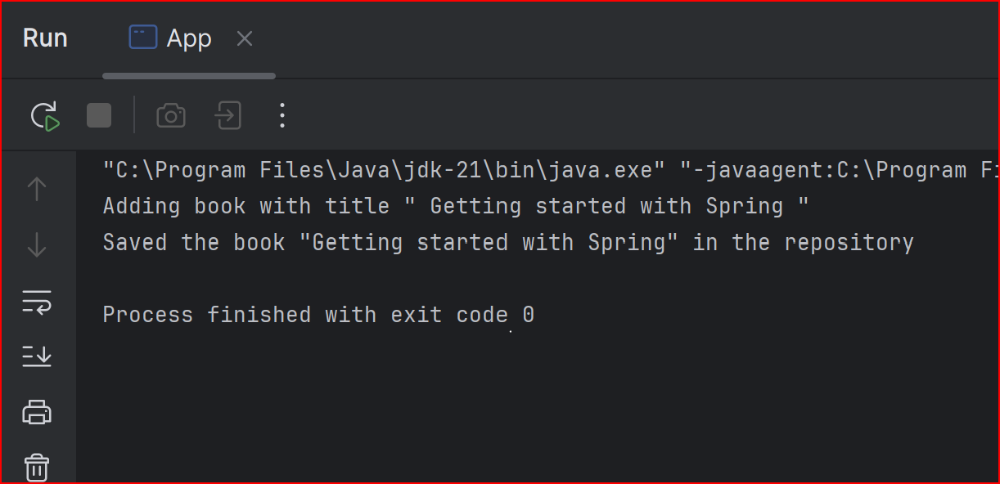 Run
App
"C:\Program Files\Java\jdk-21\bin\java.exe" "-javaagent:C:\Program
Adding book with title " Getting started with Spring "
Saved the book "Getting started with Spring" in the repository
Process finished with exit code 0